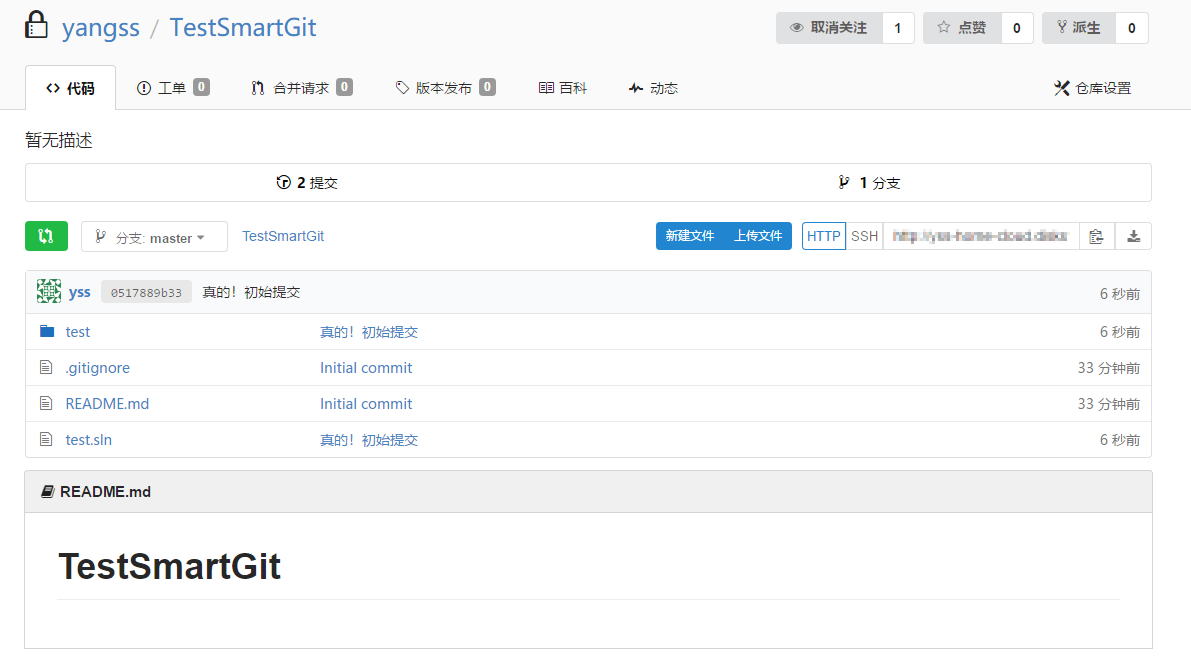 yangss / TestSmartGit 取消关注 1 点赞 0 派生 0
代码 工单 0 合并请求 0 版本发布 0 百科 动态 仓库设置
暂无描述
2 提交 1 分支
分支: master TestSmartGit 新建文件 上传文件 HTTP SSH
yss 0517889b33 真的！初始提交 6 秒前
test 真的！初始提交 6 秒前
.gitignore Initial commit 33 分钟前
README.md Initial commit 33 分钟前
test.sln 真的！初始提交 6 秒前
README.md
TestSmartGit